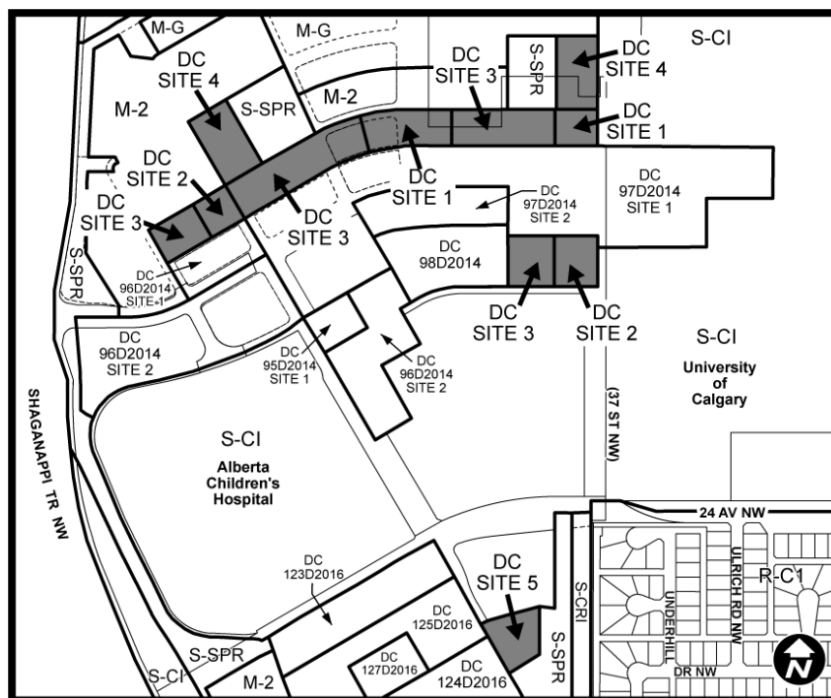 M-G
M-G
S-SPR
DC
SITE 3
DC
SITE 4
S-CI
DC
SITE 4
M-2
S-SPR
M-2
DC
SITE 1
DC
SITE 2
DC
SITE 3
DC
SITE 3
DC
SITE 1
DC
97D2014
SITE 2
DC
97D2014
SITE 1
S-SPR
DC
96D2014
SITE 1
DC
98D2014
DC
SITE 3
DC
SITE 2
DC
96D2014
SITE 2
DC
95D2014
SITE 1
DC
96D2014
SITE 2
S-CI
University
of
Calgary
(37 ST NW)
SHAGANAPPI TR NW
S-CI
Alberta
Children's
Hospital
24 AV NW
DC
123D2016
DC
SITE 5
S-CRI
UNDERHILL
DR NW
ULRICH RD NW
R-C1
S-SPR
DC
125D2016
S-SPR
DC
127D2016
DC
124D2016
S-CI
M-2
N